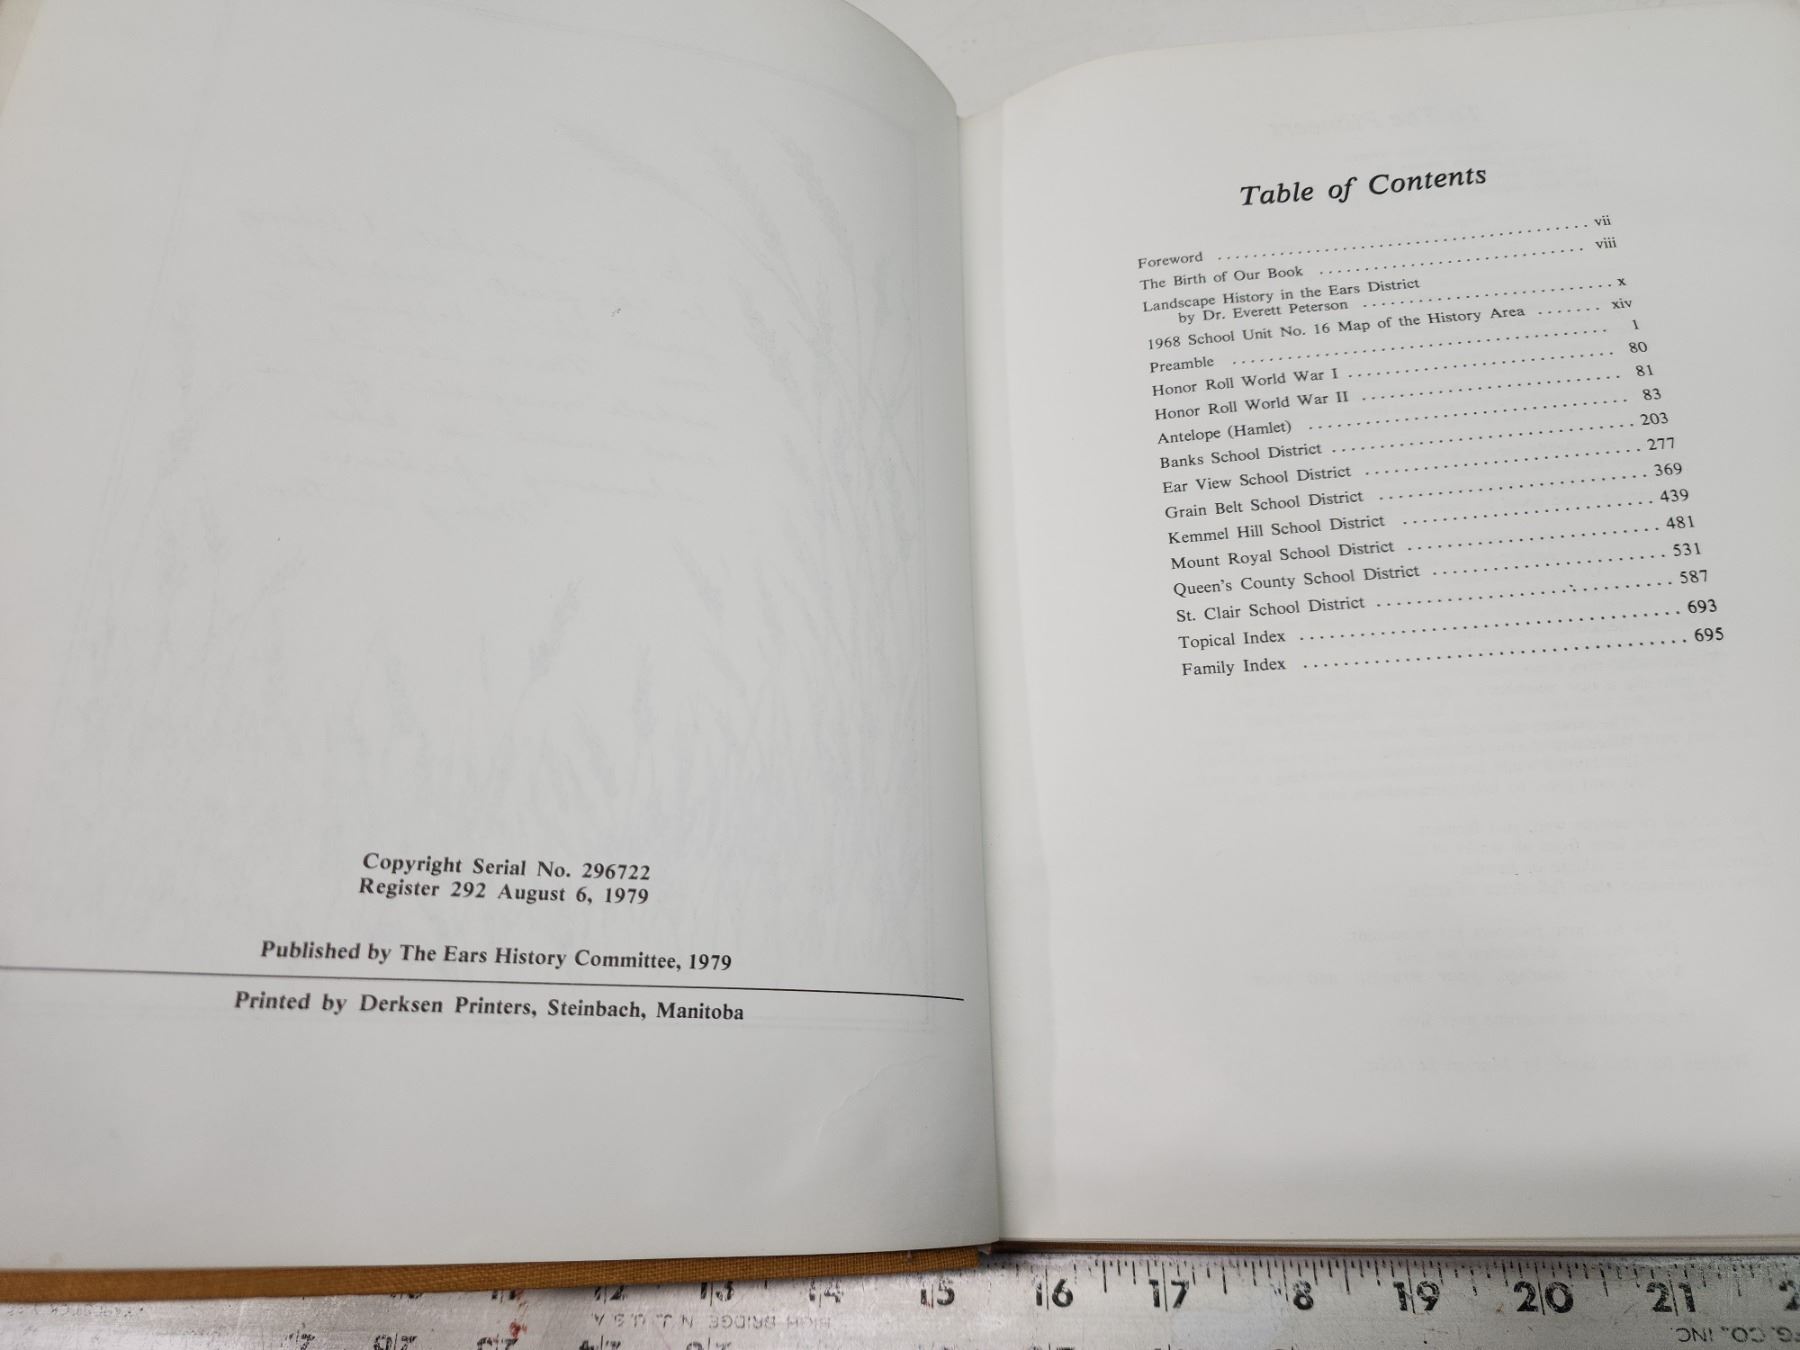 Copyright Serial No. 296722
Register 292 August 6, 1979
Published by The Ears History Committee, 1979
Printed by Derksen Printers, Steinbach, Manitoba
Table of Contents
Foreword ........................................ vii
The Birth of Our Book .............................. viii
Landscape History in the Ears District
by Dr. Everett Peterson ............................ x
1968 School Unit No. 16 Map of the History Area ....... xiv
Preamble ........................................ 1
Honor Roll World War I .............................. 80
Honor Roll World War II ............................. 81
Antelope (Hamlet) ................................... 83
Banks School District ................................ 203
Ear View School District .............................. 277
Grain Belt School District ............................. 369
Kemmel Hill School District ........................... 439
Mount Royal School District ........................... 481
Queen's County School District ........................ 531
St. Clair School District .............................. 587
Topical Index ..................................... 693
Family Index ..................................... 695
13 14 15 16 17 18 19 20 21
HIGH BRIDGE N.J. U.S.A.